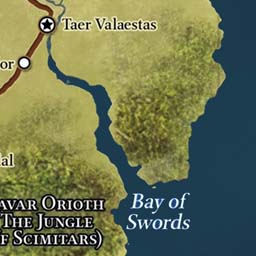 Taer Valaestas
or
al
Bay of
Swords
AVAR ORIOTH
THE JUNGLE
F SCIMITARS)